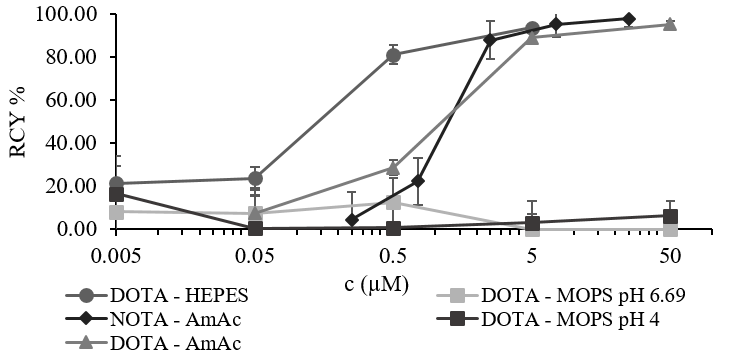 100.00
80.00
60.00
40.00
20.00
0.00
RCY %
0.005 0.05 0.5 5 50
c (µM)
DOTA - HEPES DOTA - MOPS pH 6.69
NOTA - AmAc DOTA - MOPS pH 4
DOTA - AmAc